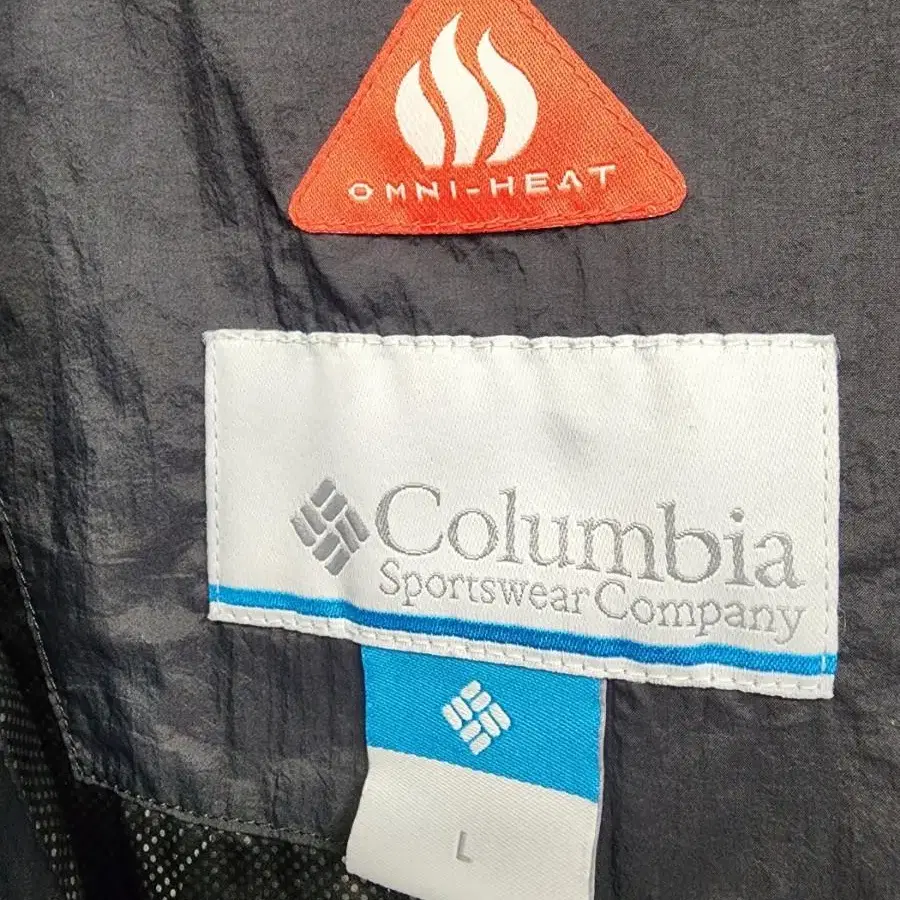 OMNI-HEAT
Columbia
Sportswear Company
L